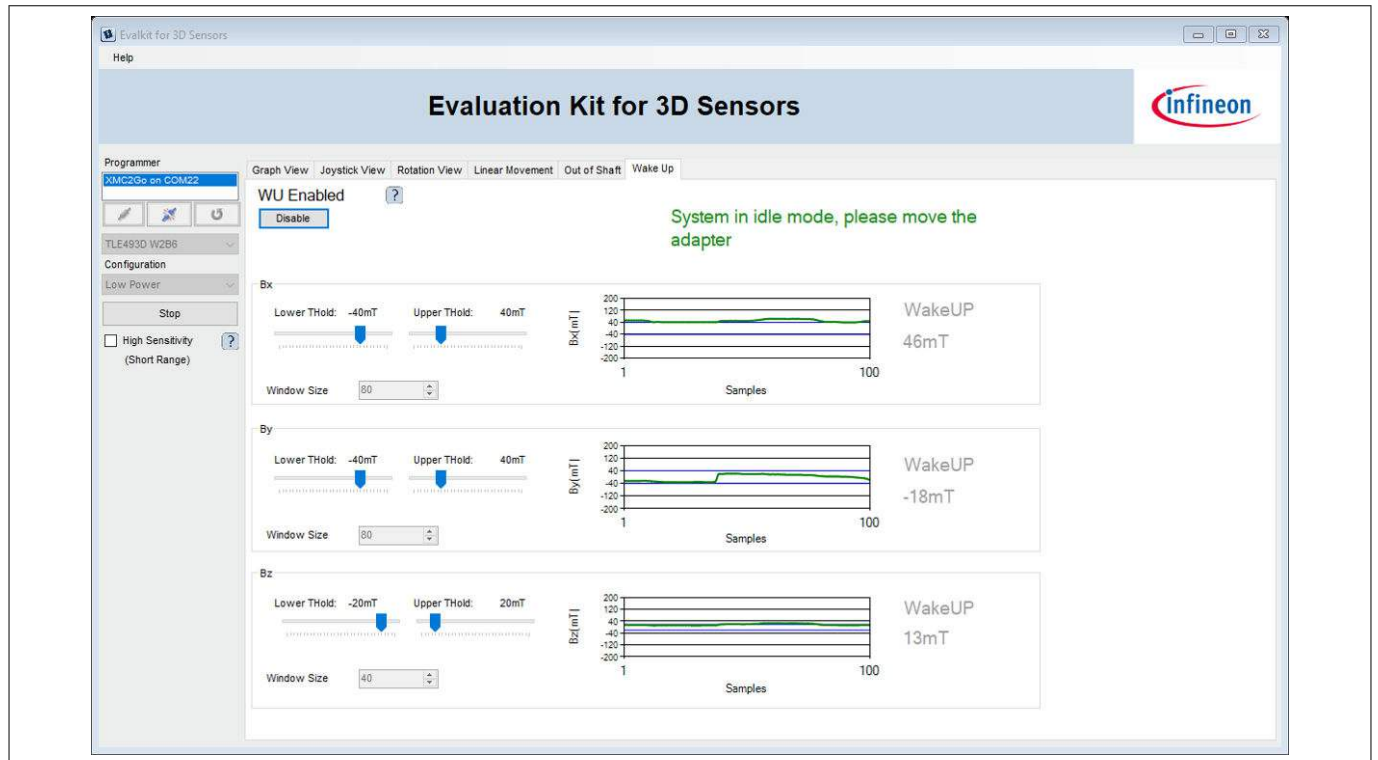 Evalkit for 3D Sensors
Help
Evaluation Kit for 3D Sensors
infineon
Programmer
XMC2Go on COM22
TLE493D W2B6
Configuration
Low Power
Stop
High Sensitivity ?
(Short Range)
Graph View Joystick View Rotation View Linear Movement Out of Shaft Wake Up
WU Enabled ?
Disable
System in idle mode, please move the
adapter
Bx
Lower THold: -40mT Upper THold: 40mT
Window Size 80
Bx[mT]
200
120
40
-40
-120
-200
1 100
Samples
WakeUP
46mT
By
Lower THold: -40mT Upper THold: 40mT
Window Size 80
By[mT]
200
120
40
-40
-120
-200
1 100
Samples
WakeUP
-18mT
Bz
Lower THold: -20mT Upper THold: 20mT
Window Size 40
Bz[mT]
200
120
40
-40
-120
-200
1 100
Samples
WakeUP
13mT